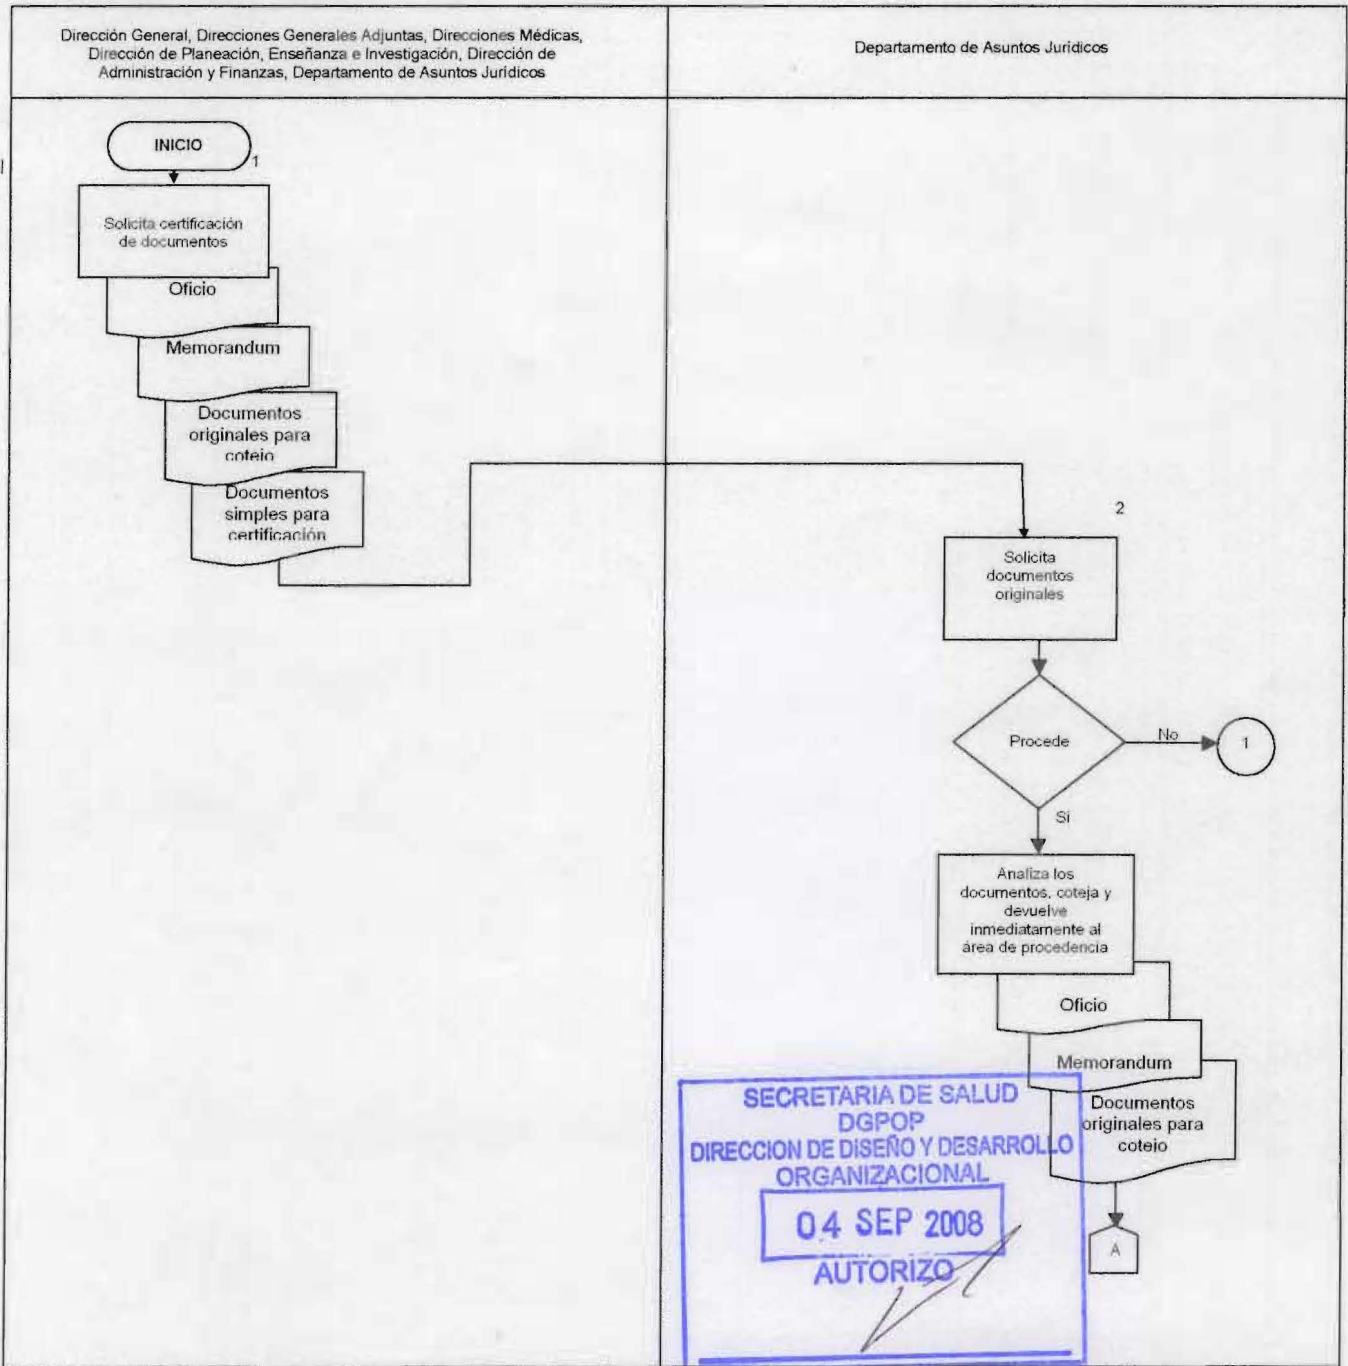 Dirección General, Direcciones Generales Adjuntas, Direcciones Médicas,
Dirección de Planeación, Enseñanza e Investigación, Dirección de
Administración y Finanzas, Departamento de Asuntos Jurídicos
Departamento de Asuntos Jurídicos
INICIO
1
Solicita certificación
de documentos
Oficio
Memorandum
Documentos
originales para
cotejo
Documentos
simples para
certificación
2
Solicita
documentos
originales
Procede
No
1
Si
Analiza los
documentos, coteja y
devuelve
inmediatamente al
área de procedencia
Oficio
Memorandum
Documentos
originales para
cotejo
A
SECRETARIA DE SALUD
DGPOP
DIRECCION DE DISEÑO Y DESARROLLO
ORGANIZACIONAL
04 SEP 2008
AUTORIZO